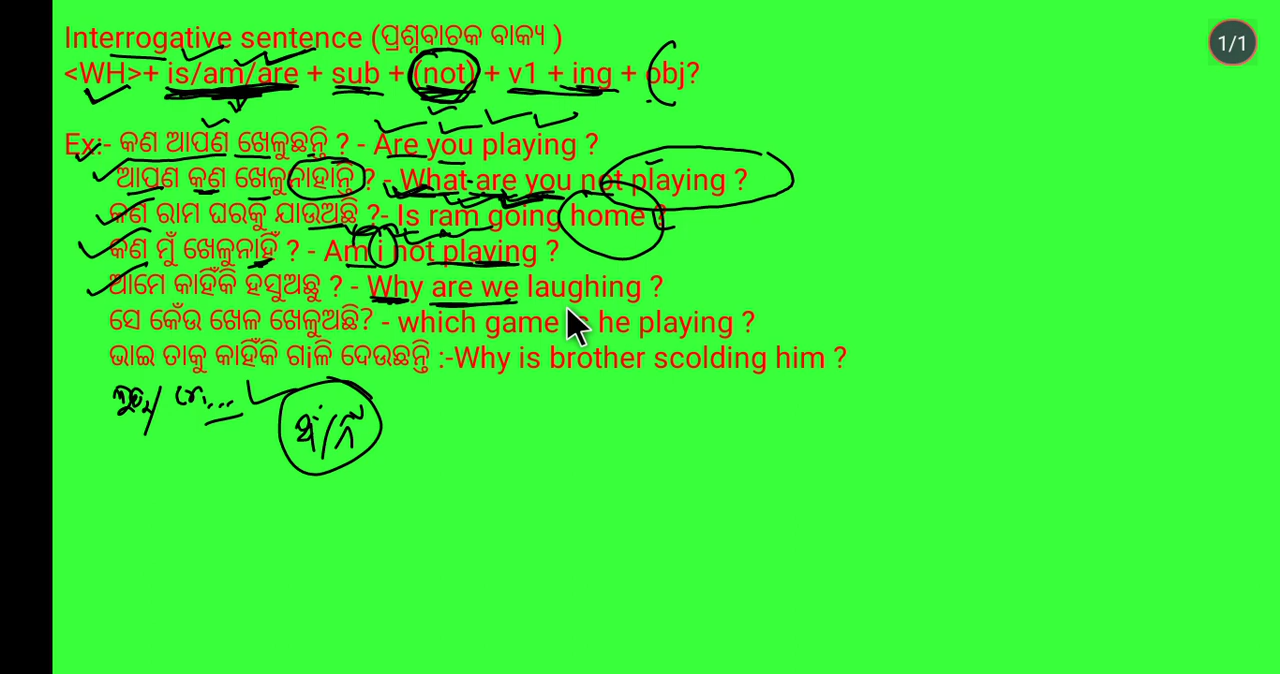 Interrogative sentence (ପ୍ରଶ୍ନବାଚକ ବାକ୍ୟ )
1/1
<WH>+ is/am/are + sub + (not) + v1 + ing + obj?
Ex:- କଣ ଆପଣ ଖେଳୁଛନ୍ତି ? - Are you playing ?
ଆପଣ କଣ ଖେଳୁନାହାନ୍ତି ? - What are you not playing ?
କଣ ରାମ ଘରକୁ ଯାଉଅଛି ?- Is ram going home ?
କଣ ମୁଁ ଖେଳୁନାହିଁ ? - Am i not playing ?
ଆମେ କାହିଁକି ହସୁଅଛୁ ? - Why are we laughing ?
ସେ କେଁଉ ଖେଳ ଖେଳୁଅଛି? - which game he playing ?
ଭାଇ ତାକୁ କାହିଁକି ଗାଳି ଦେଉଛନ୍ତି :-Why is brother scolding him ?